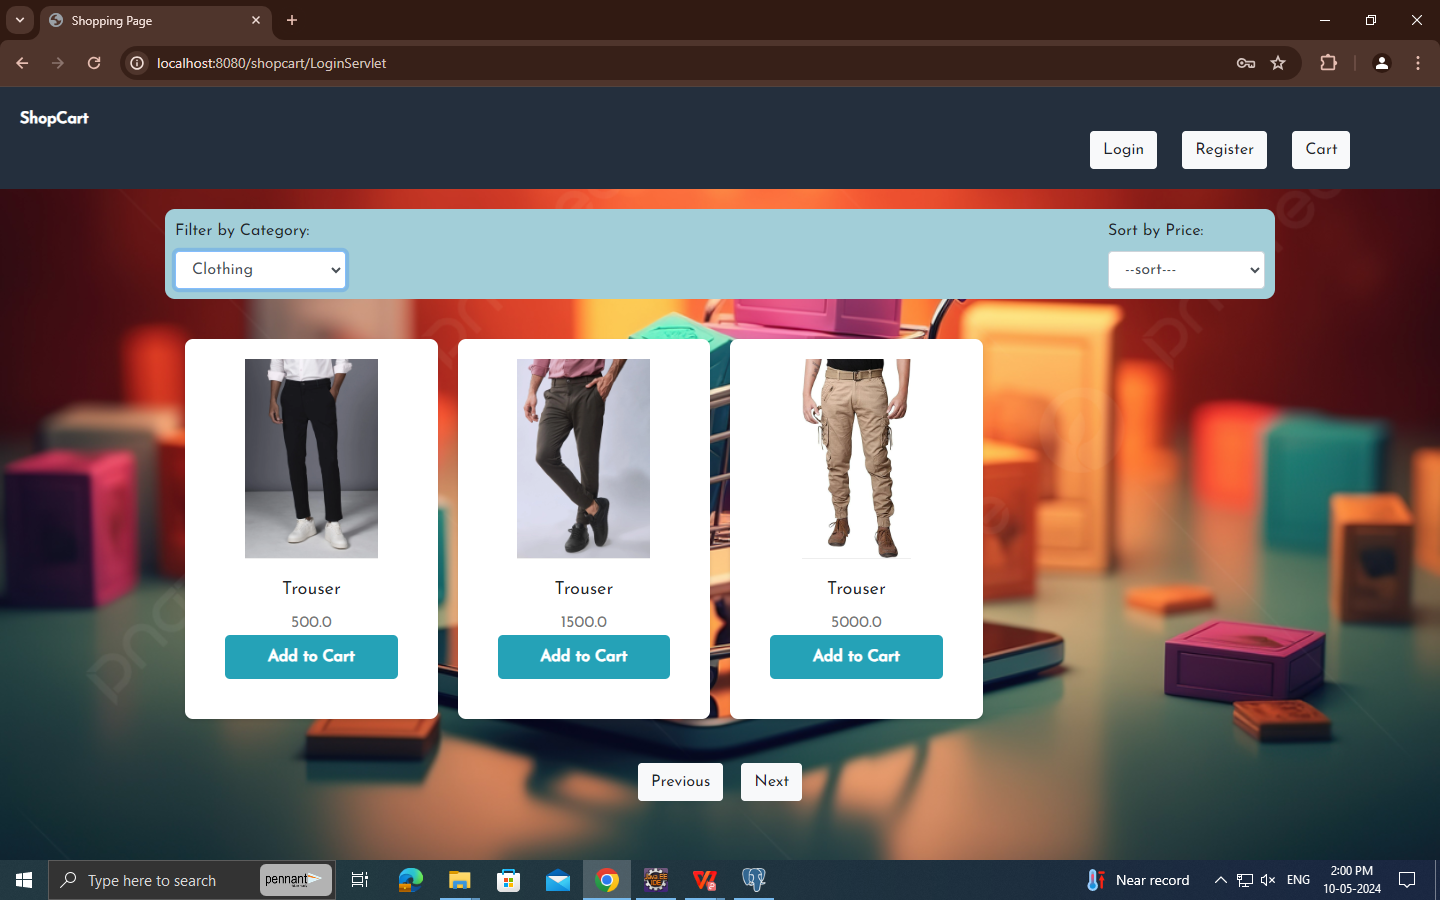 Shopping Page
localhost:8080/shopcart/LoginServlet
ShopCart
Login
Register
Cart
Filter by Category:
Sort by Price:
Clothing
--sort---
Trouser
500.0
Add to Cart
Trouser
1500.0
Add to Cart
Trouser
5000.0
Add to Cart
Previous
Next
Type here to search
pennant
Near record
ENG
2:00 PM
10-05-2024